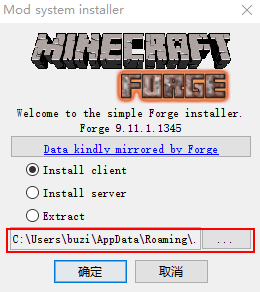 Mod system installer
MINECRAFT
FORGE
Welcome to the simple Forge installer.
Forge 9.11.1.1345
Data kindly mirrored by Forge
Install client
Install server
Extract
C:\Users\buzi\AppData\Roaming\.
...
确定
取消